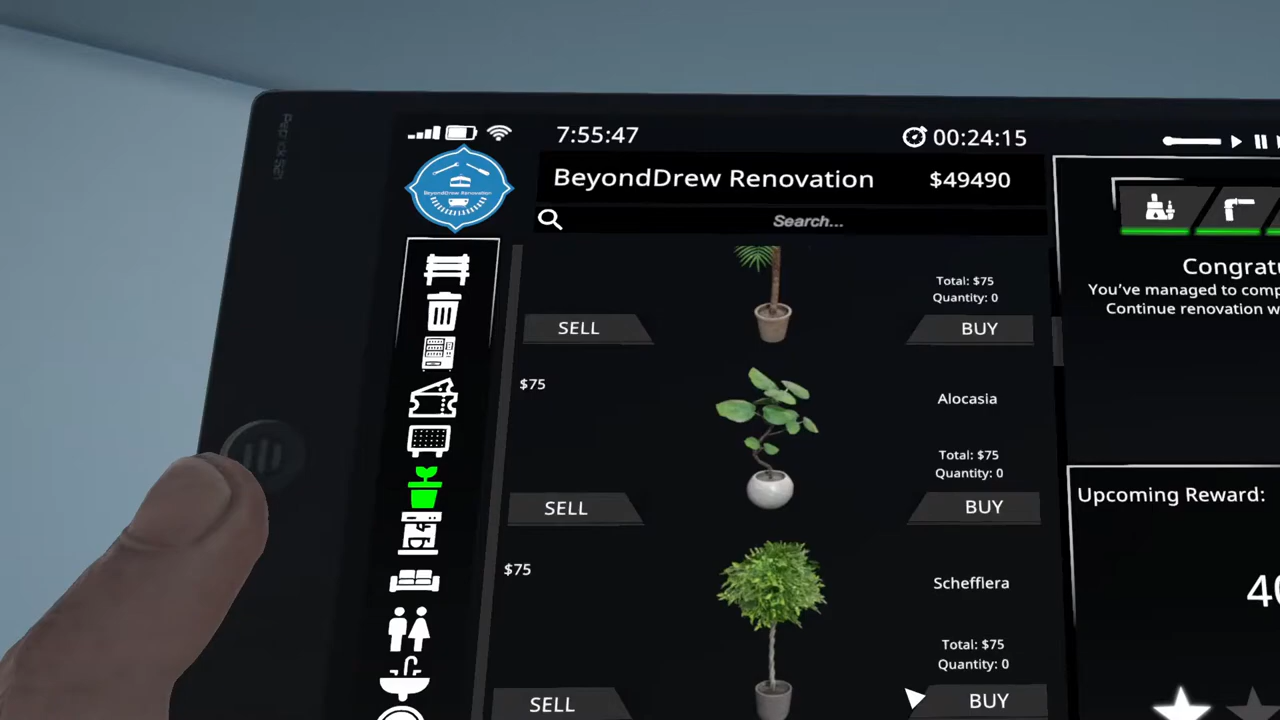 7:55:47
00:24:15
BeyondDrew Renovation
$49490
BeyondDrew Renovation
Search...
Total: $75
Quantity: 0
SELL
BUY
$75
Alocasia
Total: $75
Quantity: 0
SELL
BUY
$75
Schefflera
Total: $75
Quantity: 0
SELL
BUY
Congratu
You've managed to comp
Continue renovation w
Upcoming Reward:
40